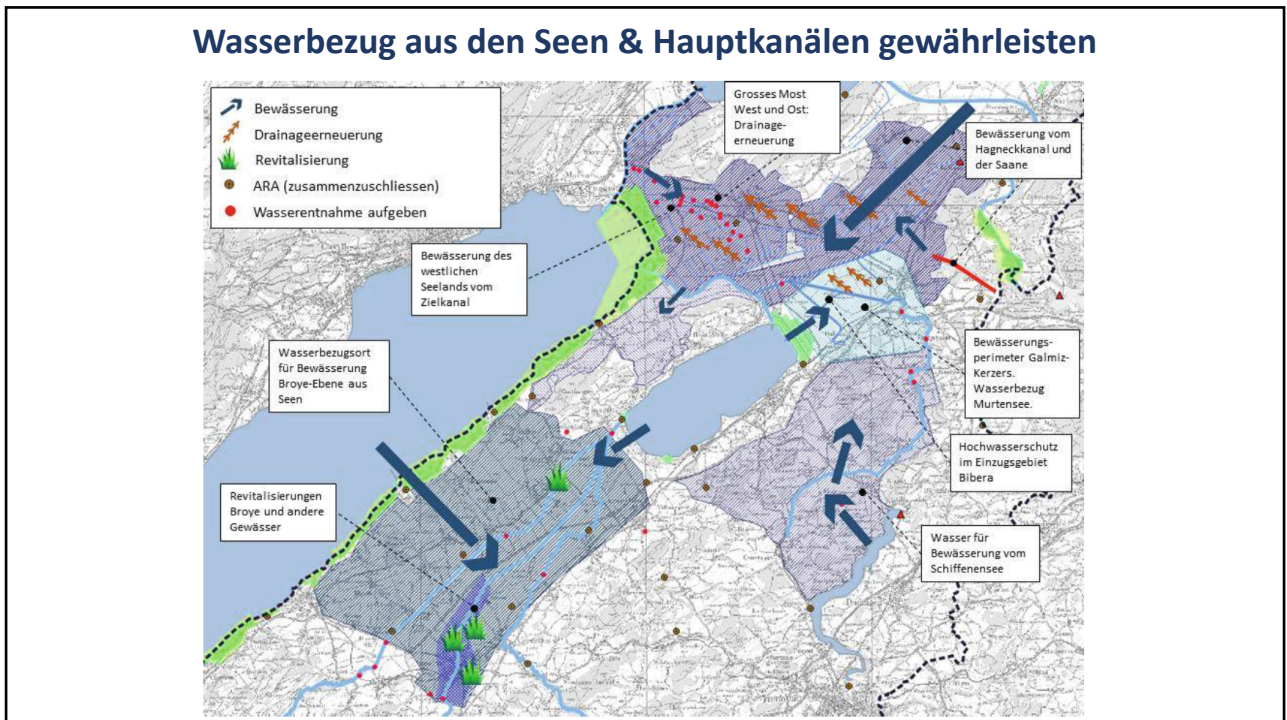 Wasserbezug aus den Seen & Hauptkanälen gewährleisten
Bewässerung
Drainageerneuerung
Revitalisierung
ARA (zusammenzuschliessen)
Wasserentnahme aufgeben
Grosses Most
West und Ost:
Drainage-
erneuerung
Bewässerung vom
Hagneckkanal und
der Saane
Bewässerung des
westlichen
Seelands vom
Zielkanal
Wasserbezugsort
für Bewässerung
Broye-Ebene aus
Seen
Bewässerungs-
perimeter Galmiz-
Kerzers.
Wasserbezug
Murtensee.
Hochwasserschutz
im Einzugsgebiet
Bibera
Revitalisierungen
Broye und andere
Gewässer
Wasser für
Bewässerung vom
Schiffenensee